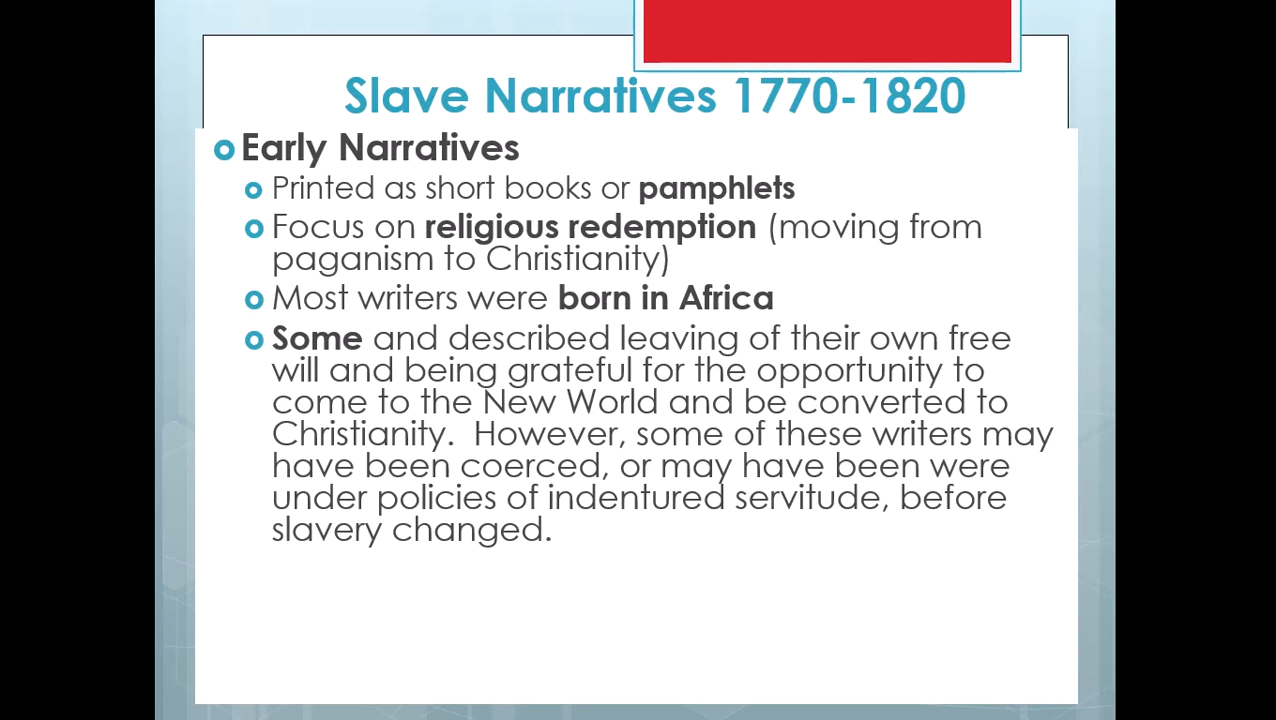 Slave Narratives 1770-1820
Early Narratives
Printed as short books or pamphlets
Focus on religious redemption (moving from
paganism to Christianity)
Most writers were born in Africa
Some and described leaving of their own free
will and being grateful for the opportunity to
come to the New World and be converted to
Christianity.  However, some of these writers may
have been coerced, or may have been were
under policies of indentured servitude, before
slavery changed.